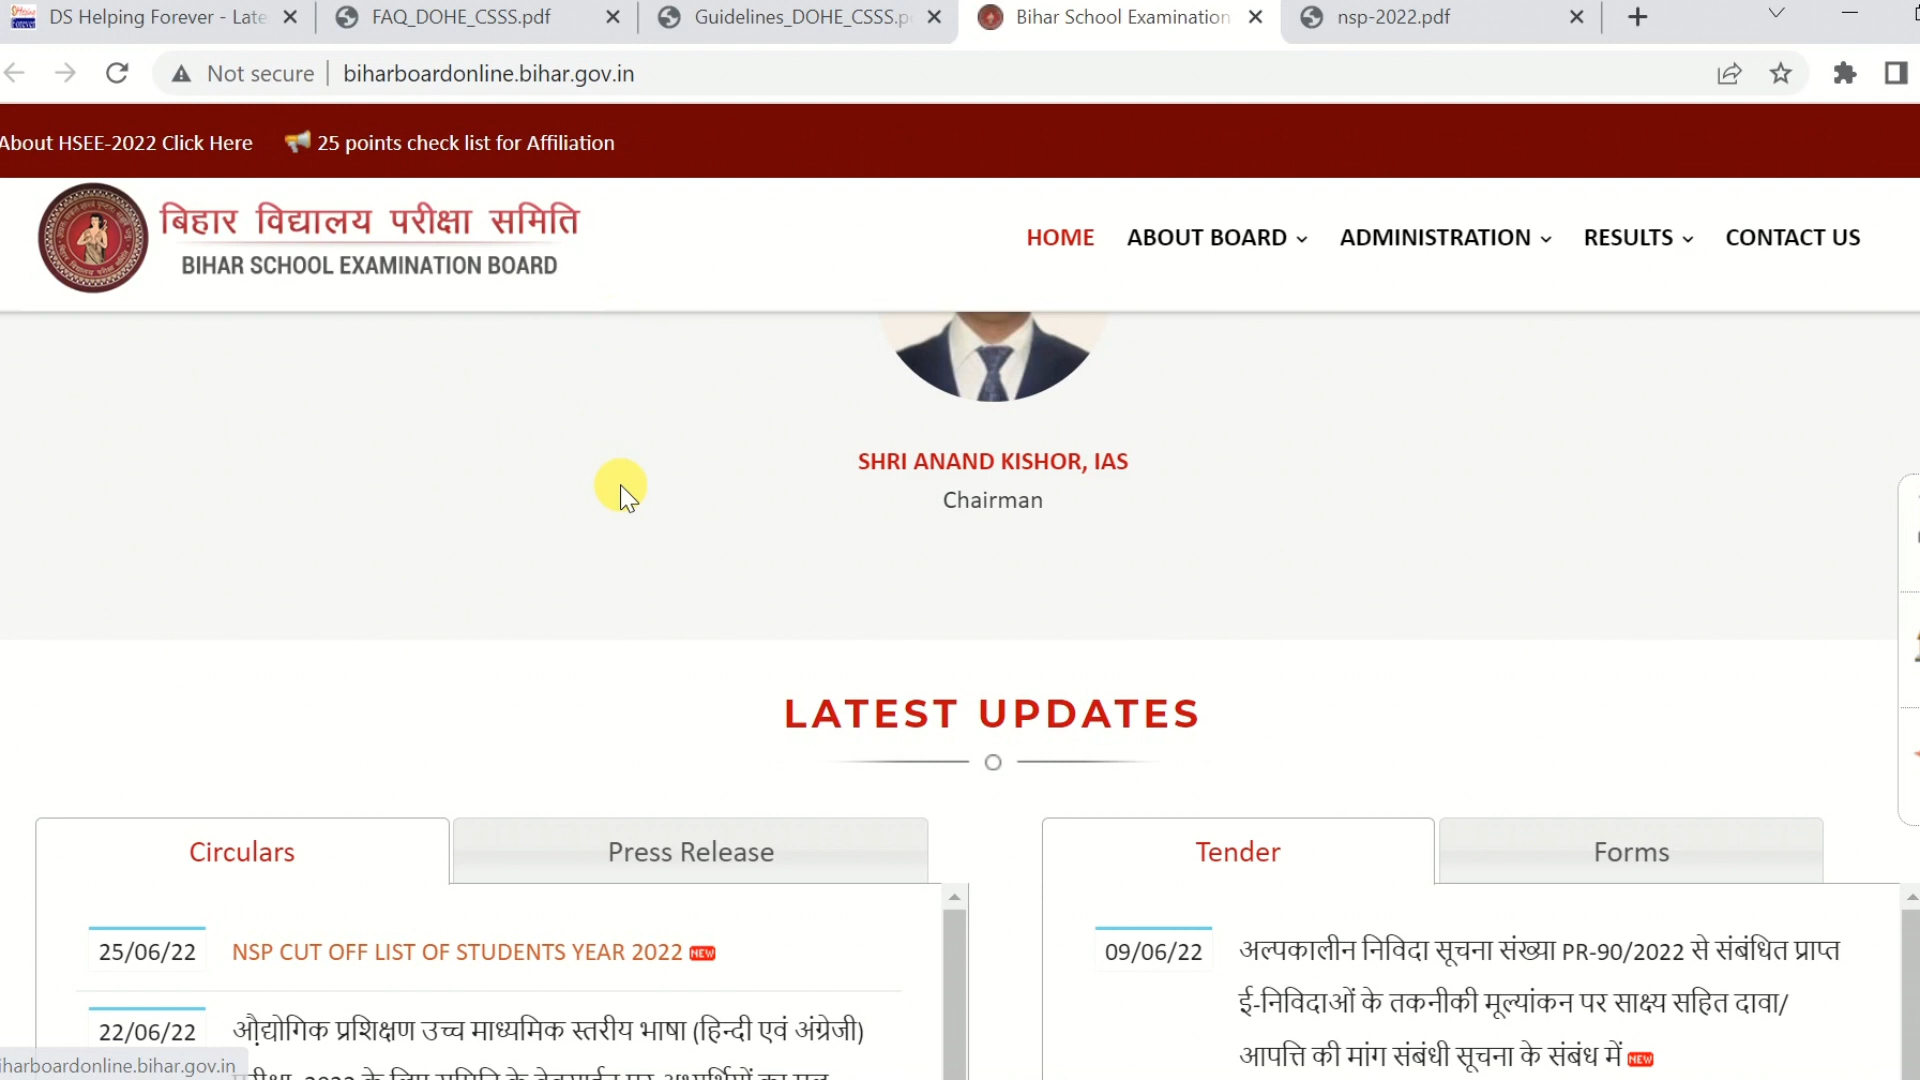 DS Helping Forever - Late
FAQ_DOHE_CSSS.pdf
Guidelines_DOHE_CSSS.p
Bihar School Examination
nsp-2022.pdf
Not secure
biharboardonline.bihar.gov.in
About HSEE-2022 Click Here
25 points check list for Affiliation
बिहार विद्यालय परीक्षा समिति
BIHAR SCHOOL EXAMINATION BOARD
HOME
ABOUT BOARD
ADMINISTRATION
RESULTS
CONTACT US
SHRI ANAND KISHOR, IAS
Chairman
LATEST UPDATES
Circulars
Press Release
Tender
Forms
25/06/22
NSP CUT OFF LIST OF STUDENTS YEAR 2022 NEW
22/06/22
औद्योगिक प्रशिक्षण उच्च माध्यमिक स्तरीय भाषा (हिन्दी एवं अंग्रेजी)
09/06/22
अल्पकालीन निविदा सूचना संख्या PR-90/2022 से संबंधित प्राप्त
ई-निविदाओं के तकनीकी मूल्यांकन पर साक्ष्य सहित दावा/
आपत्ति की मांग संबंधी सूचना के संबंध में NEW
iharboardonline.bihar.gov.in